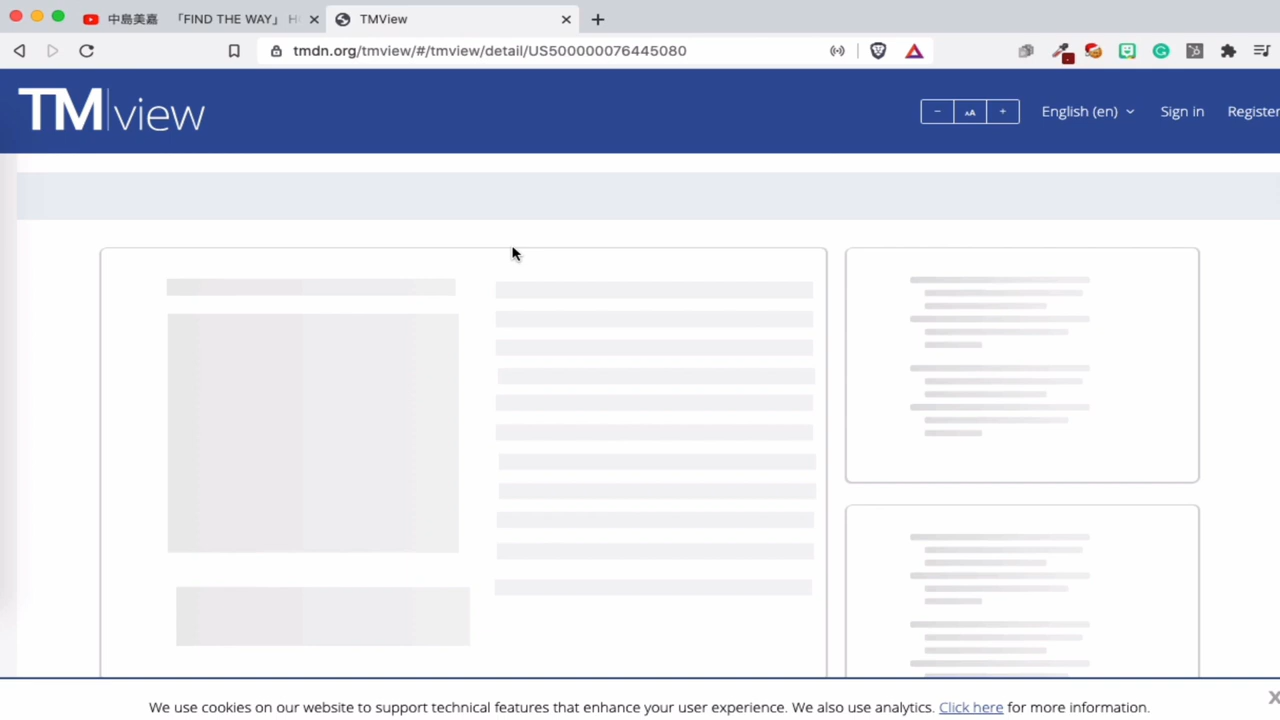 中島美嘉 「FIND THE WAY」
TMView
tmdn.org/tmview/#/tmview/detail/US500000076445080
TM|view
− AA +
English (en)
Sign in
Register
We use cookies on our website to support technical features that enhance your user experience. We also use analytics. Click here for more information.
X